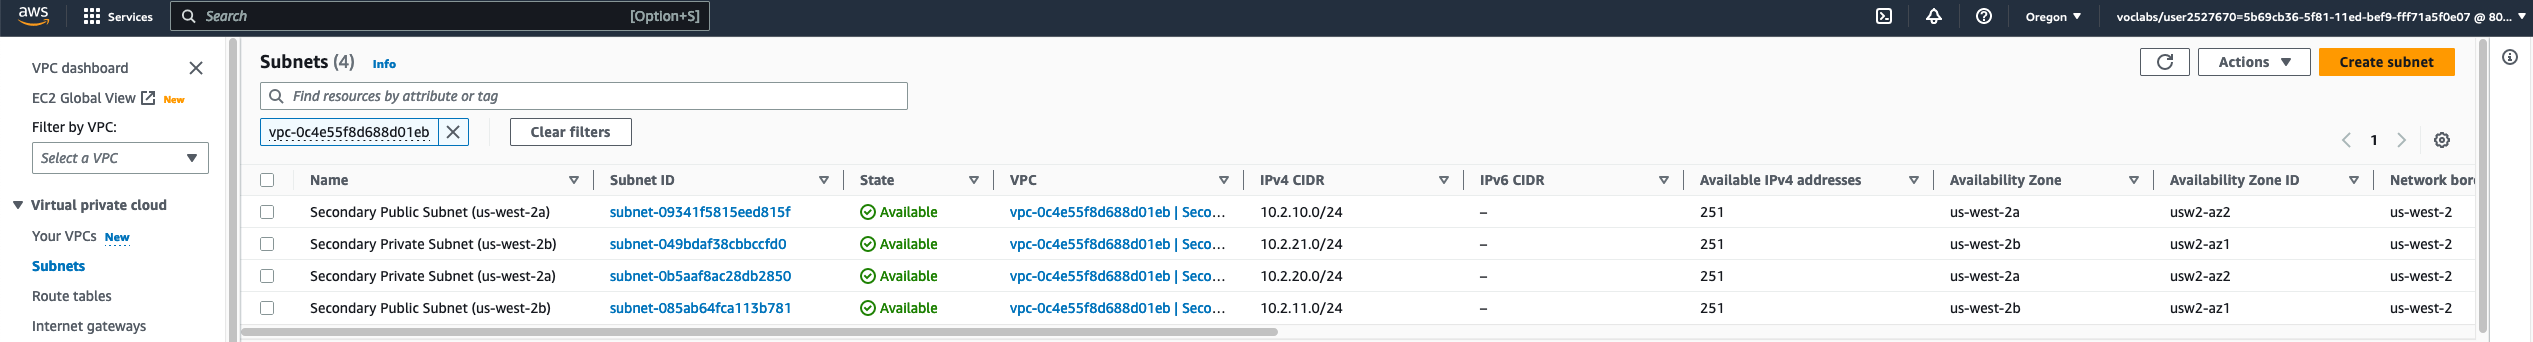 aws Services Search [Option+S] Oregon voclabs/user2527670=5b69cb36-5f81-11ed-bef9-fff71a5f0e07 @ 80...
VPC dashboard
EC2 Global View New
Filter by VPC:
Select a VPC
Virtual private cloud
Your VPCs New
Subnets
Route tables
Internet gateways
Subnets (4) Info
Actions Create subnet
Find resources by attribute or tag
vpc-0c4e55f8d688d01eb Clear filters
1
Name Subnet ID State VPC IPv4 CIDR IPv6 CIDR Available IPv4 addresses Availability Zone Availability Zone ID Network bor
Secondary Public Subnet (us-west-2a) subnet-09341f5815eed815f Available vpc-0c4e55f8d688d01eb | Seco... 10.2.10.0/24 – 251 us-west-2a usw2-az2 us-west-2
Secondary Private Subnet (us-west-2b) subnet-049bdaf38cbbccfd0 Available vpc-0c4e55f8d688d01eb | Seco... 10.2.21.0/24 – 251 us-west-2b usw2-az1 us-west-2
Secondary Private Subnet (us-west-2a) subnet-0b5aaf8ac28db2850 Available vpc-0c4e55f8d688d01eb | Seco... 10.2.20.0/24 – 251 us-west-2a usw2-az2 us-west-2
Secondary Public Subnet (us-west-2b) subnet-085ab64fca113b781 Available vpc-0c4e55f8d688d01eb | Seco... 10.2.11.0/24 – 251 us-west-2b usw2-az1 us-west-2